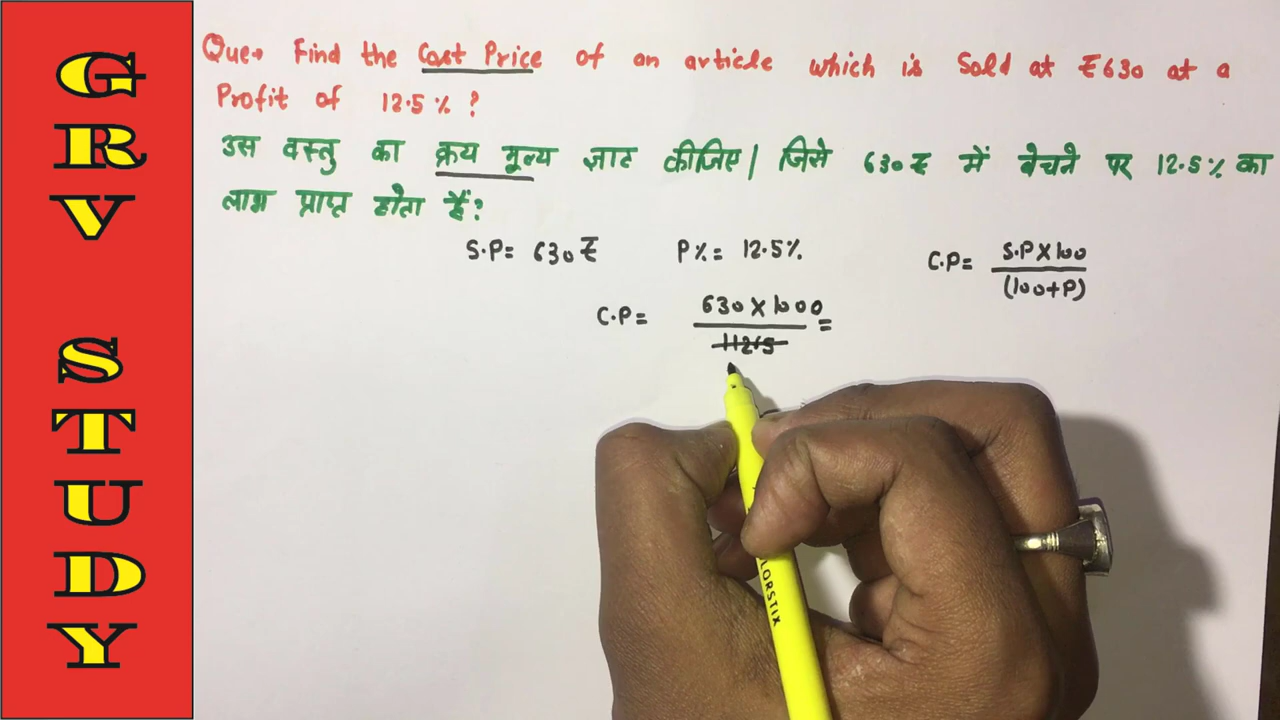 GRV STUDY
Que→ Find the Cost Price of an article which is Sold at ₹630 at a
Profit of 12.5% ?
उस वस्तु का क्रय मूल्य ज्ञाट कीजिए| जिसे 630₹ में बेचने पर 12.5% का
लाभ प्राप्त होता हैं?
S.P= 630₹ P%= 12.5% C.P= S.P×100
(100+P)
C.P= 630×1000 =
1125
LORSTIX